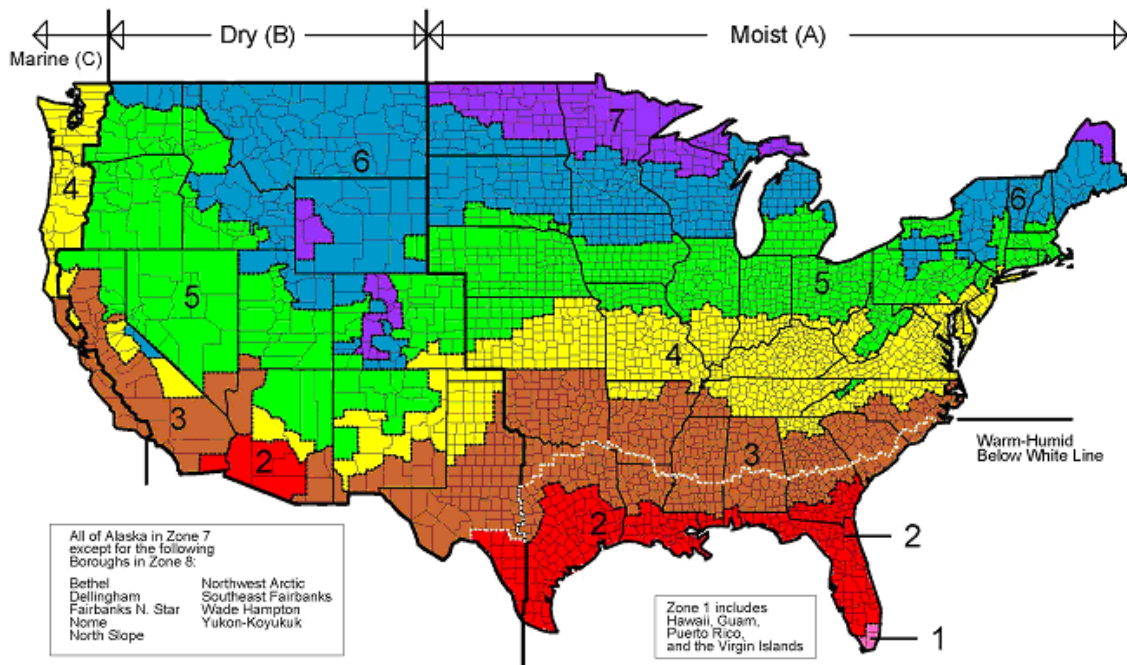 Marine (C)
Dry (B)
Moist (A)
7
6
4
6
5
5
4
3
3
2
2
Warm-Humid
Below White Line
2
1
All of Alaska in Zone 7
except for the following
Boroughs in Zone 8:
Bethel
Dellingham
Fairbanks N. Star
Nome
North Slope
Northwest Arctic
Southeast Fairbanks
Wade Hampton
Yukon-Koyukuk
Zone 1 includes
Hawaii, Guam,
Puerto Rico,
and the Virgin Islands